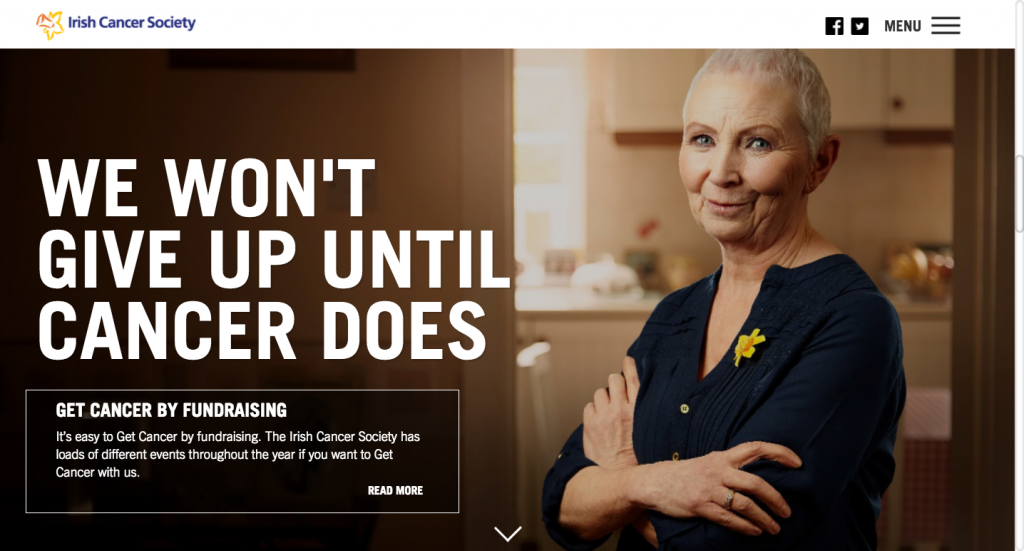 Irish Cancer Society
MENU
WE WON'T
GIVE UP UNTIL
CANCER DOES
GET CANCER BY FUNDRAISING
It's easy to Get Cancer by fundraising. The Irish Cancer Society has
loads of different events throughout the year if you want to Get
Cancer with us.
READ MORE